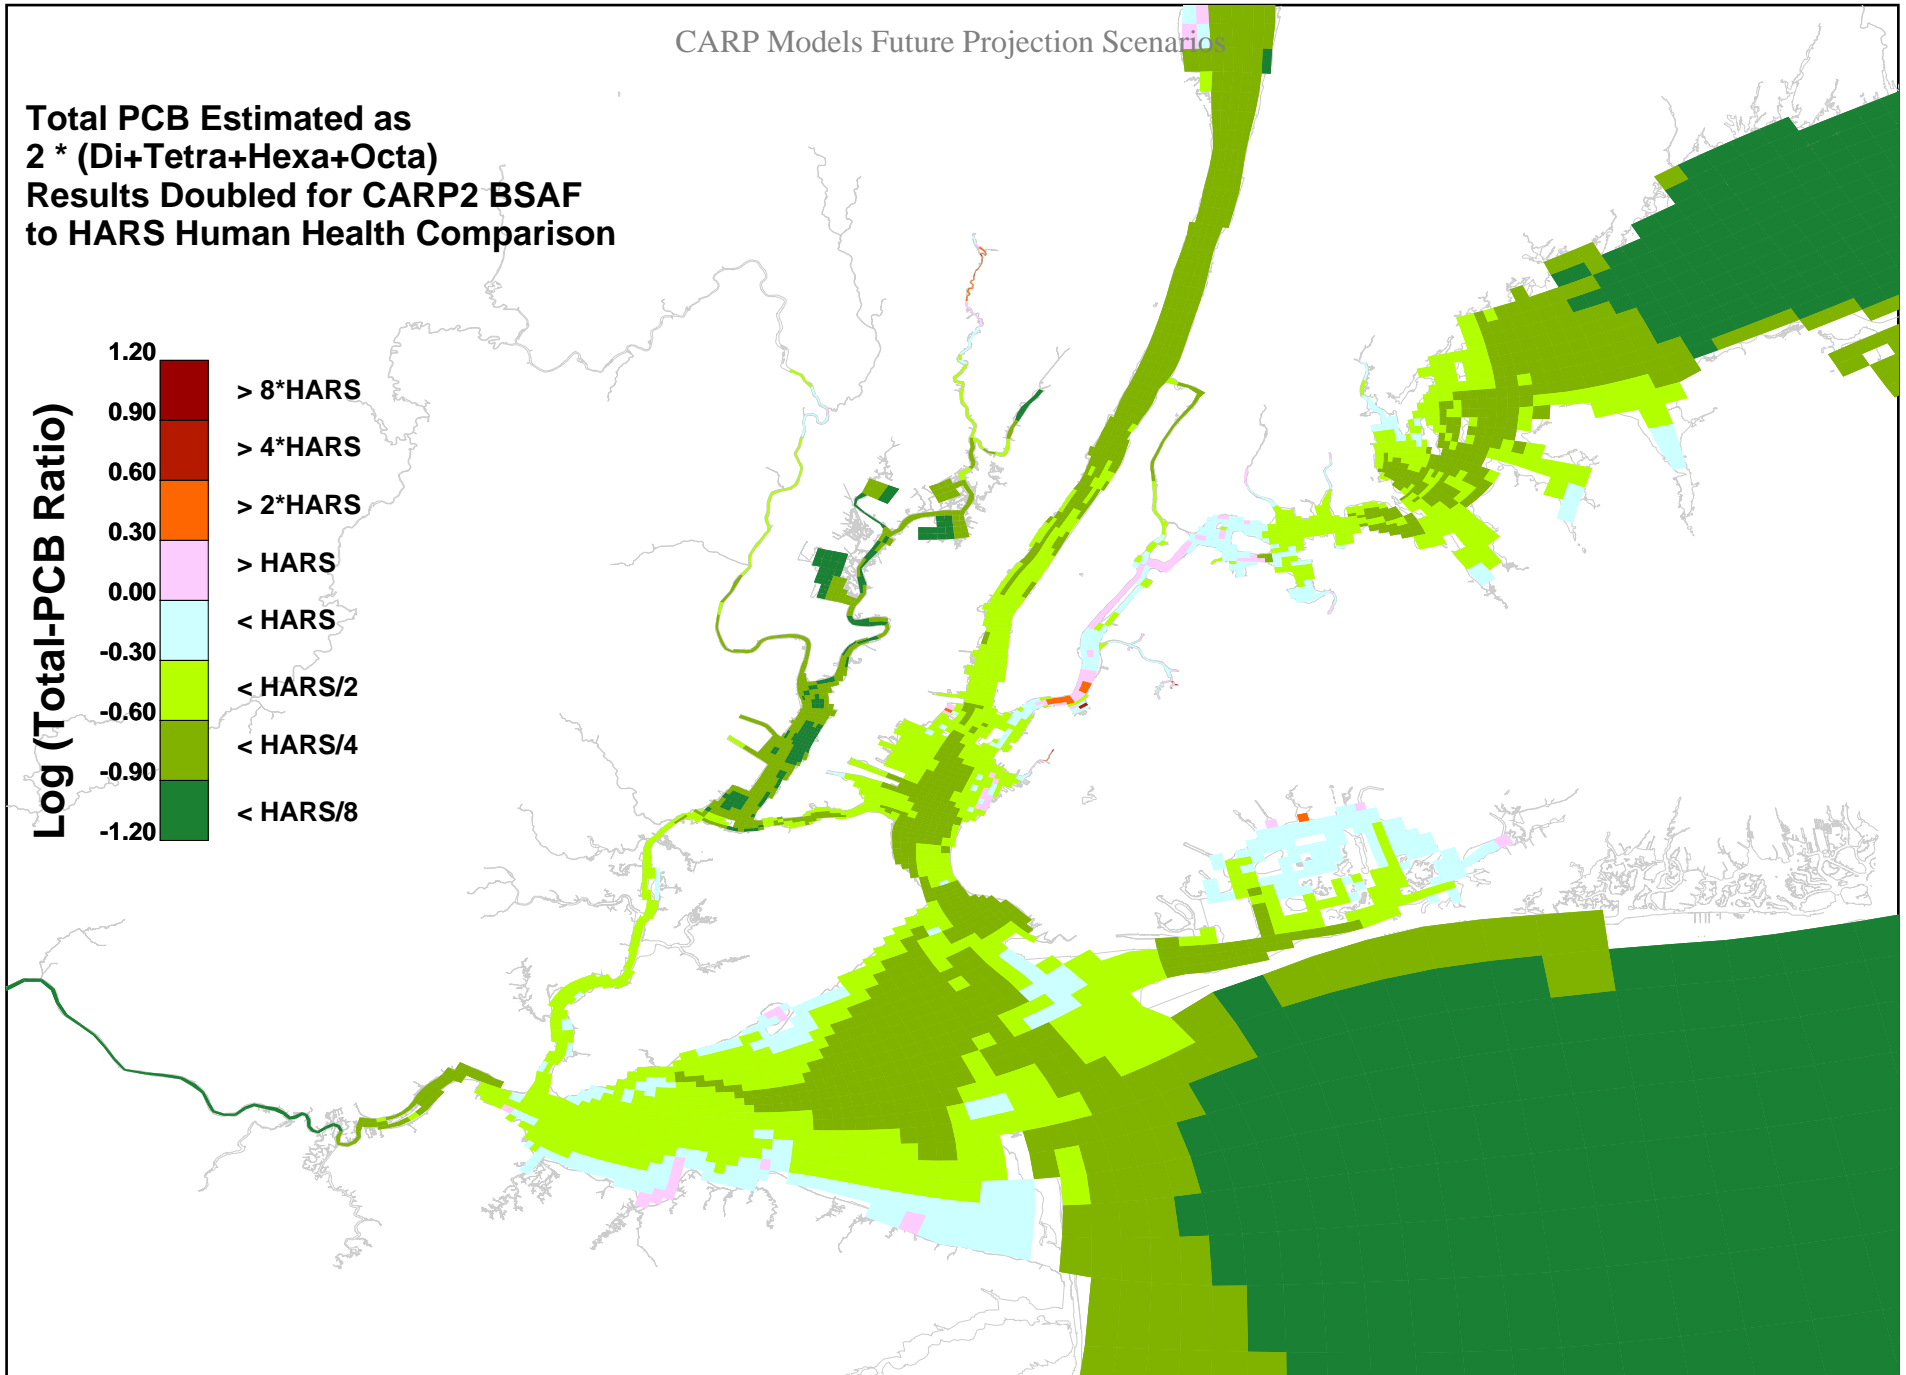 CARP Models Future Projection Scenarios
Total PCB Estimated as
2 * (Di+Tetra+Hexa+Octa)
Results Doubled for CARP2 BSAF
to HARS Human Health Comparison
Log (Total-PCB Ratio)
1.20
> 8*HARS
0.90
> 4*HARS
0.60
> 2*HARS
0.30
> HARS
0.00
< HARS
-0.30
< HARS/2
-0.60
< HARS/4
-0.90
< HARS/8
-1.20